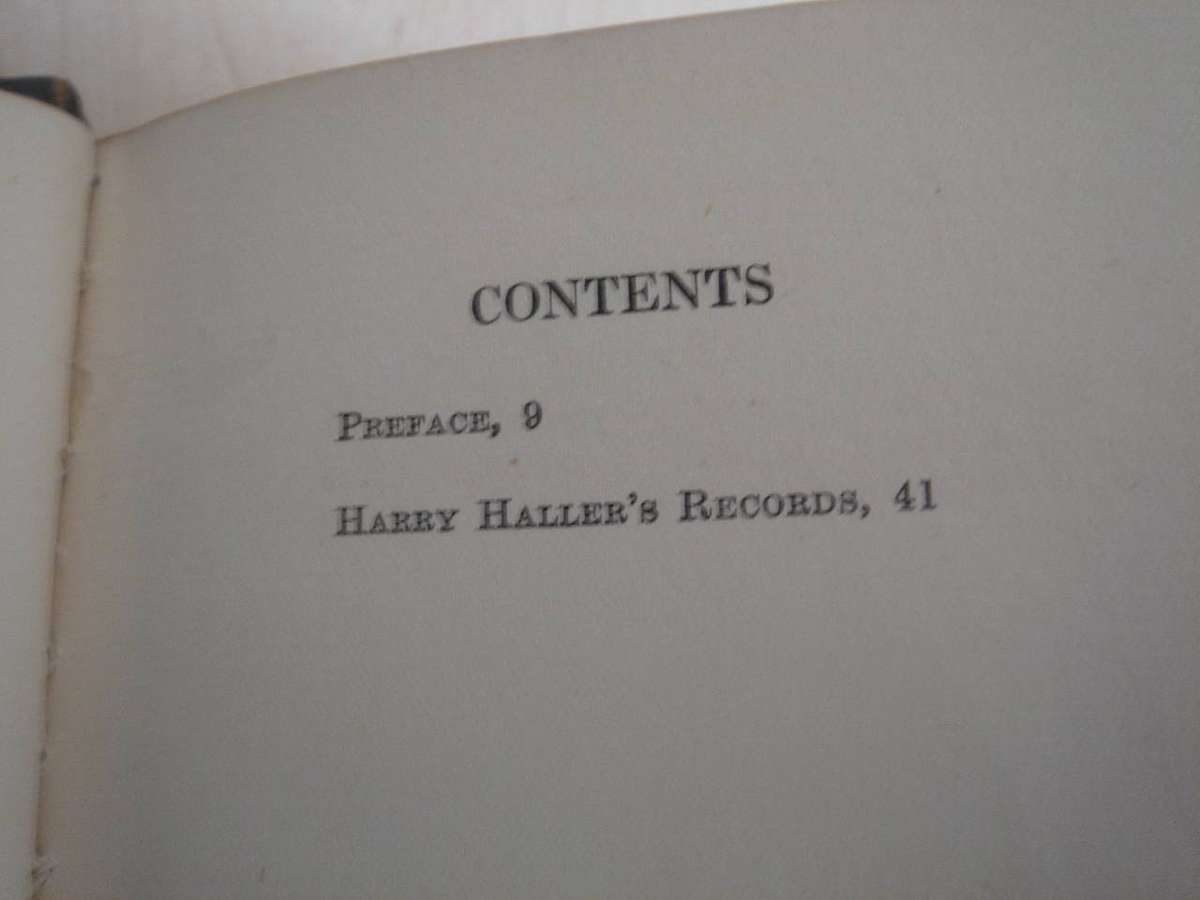 CONTENTS
PREFACE, 9
HARRY HALLER'S RECORDS, 41